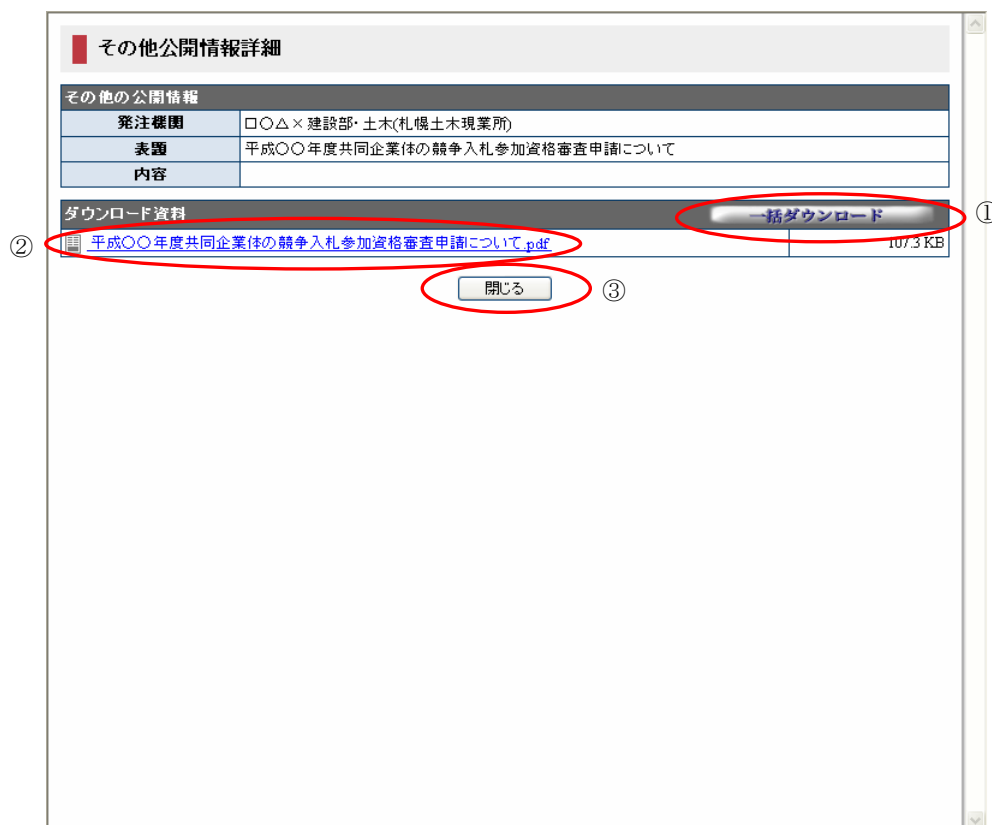 その他公開情報詳細
その他の公開情報
発注機関 口〇△×建設部・土木(札幌土木現業所)
表題 平成〇〇年度共同企業体の競争入札参加資格審査申請について
内容
ダウンロード資料 一括ダウンロード ①
② 平成〇〇年度共同企業体の競争入札参加資格審査申請について.pdf 107.3 KB
閉じる ③